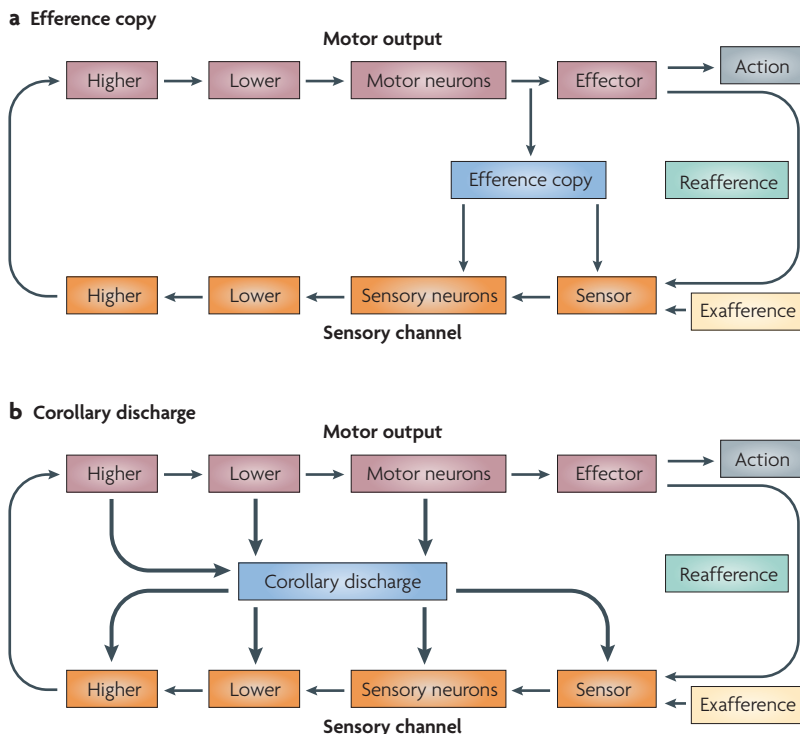 a Efference copy
Motor output
Higher
Lower
Motor neurons
Effector
Action
Efference copy
Reafference
Higher
Lower
Sensory neurons
Sensor
Exafference
Sensory channel
b Corollary discharge
Motor output
Higher
Lower
Motor neurons
Effector
Action
Corollary discharge
Reafference
Higher
Lower
Sensory neurons
Sensor
Exafference
Sensory channel